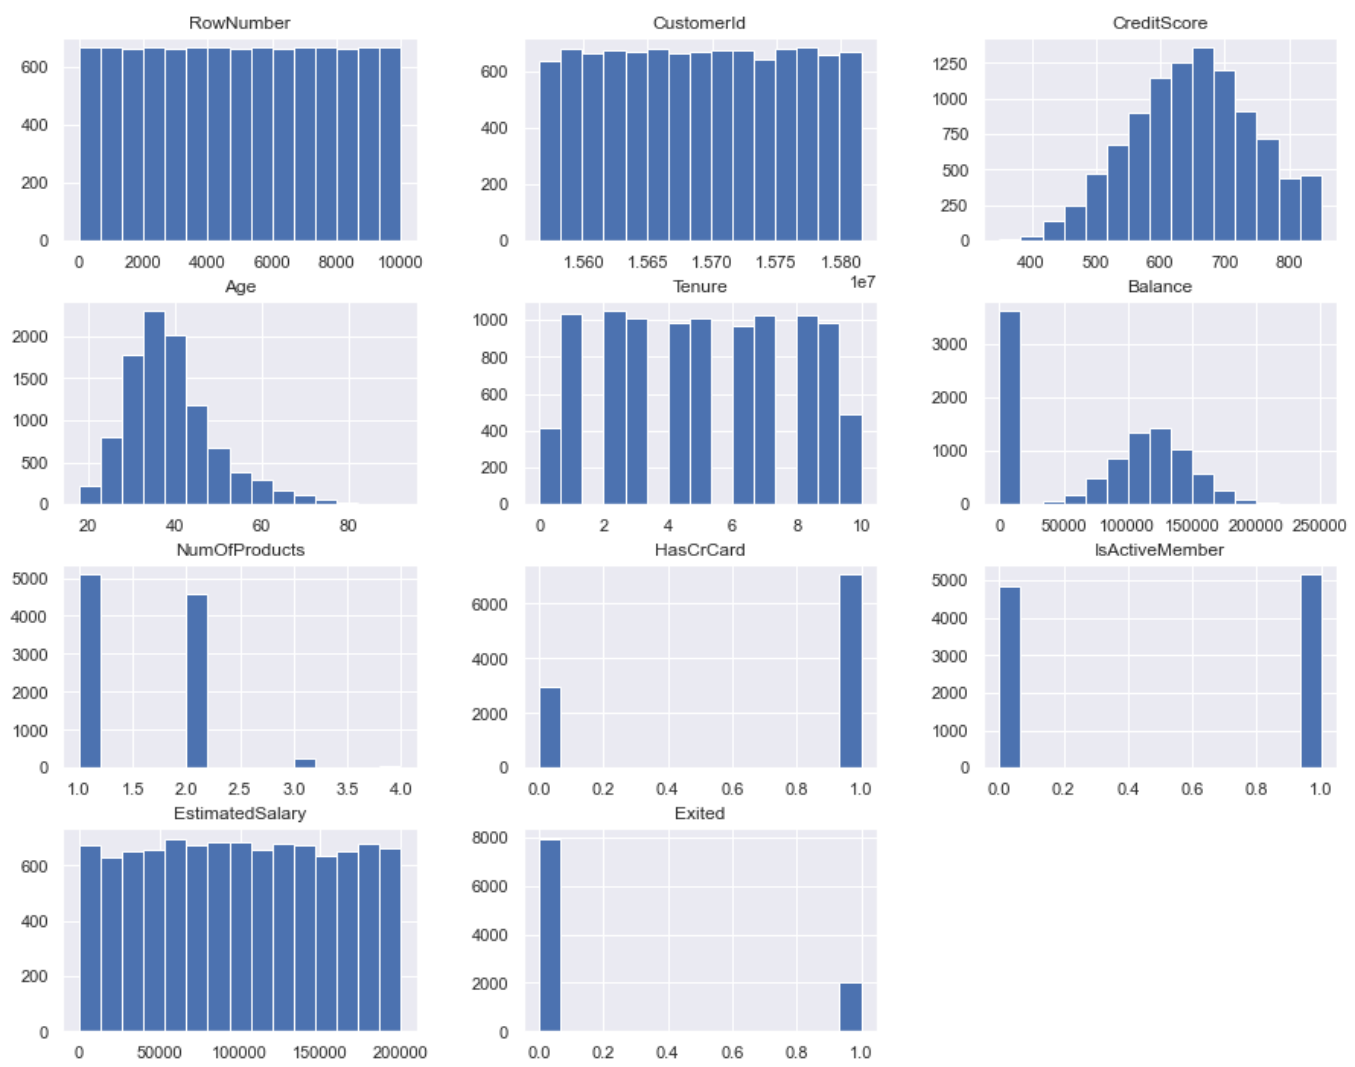 RowNumber
CustomerId
CreditScore
600
400
200
0
0 2000 4000 6000 8000 10000
600
400
200
0
1.560 1.565 1.570 1.575 1.580
1e7
1250
1000
750
500
250
0
400 500 600 700 800
Age
Tenure
Balance
2000
1500
1000
500
0
20 40 60 80
1000
800
600
400
200
0
0 2 4 6 8 10
3000
2000
1000
0
0 50000 100000 150000 200000 250000
NumOfProducts
HasCrCard
IsActiveMember
5000
4000
3000
2000
1000
0
1.0 1.5 2.0 2.5 3.0 3.5 4.0
6000
4000
2000
0
0.0 0.2 0.4 0.6 0.8 1.0
5000
4000
3000
2000
1000
0
0.0 0.2 0.4 0.6 0.8 1.0
EstimatedSalary
Exited
600
400
200
0
0 50000 100000 150000 200000
8000
6000
4000
2000
0
0.0 0.2 0.4 0.6 0.8 1.0